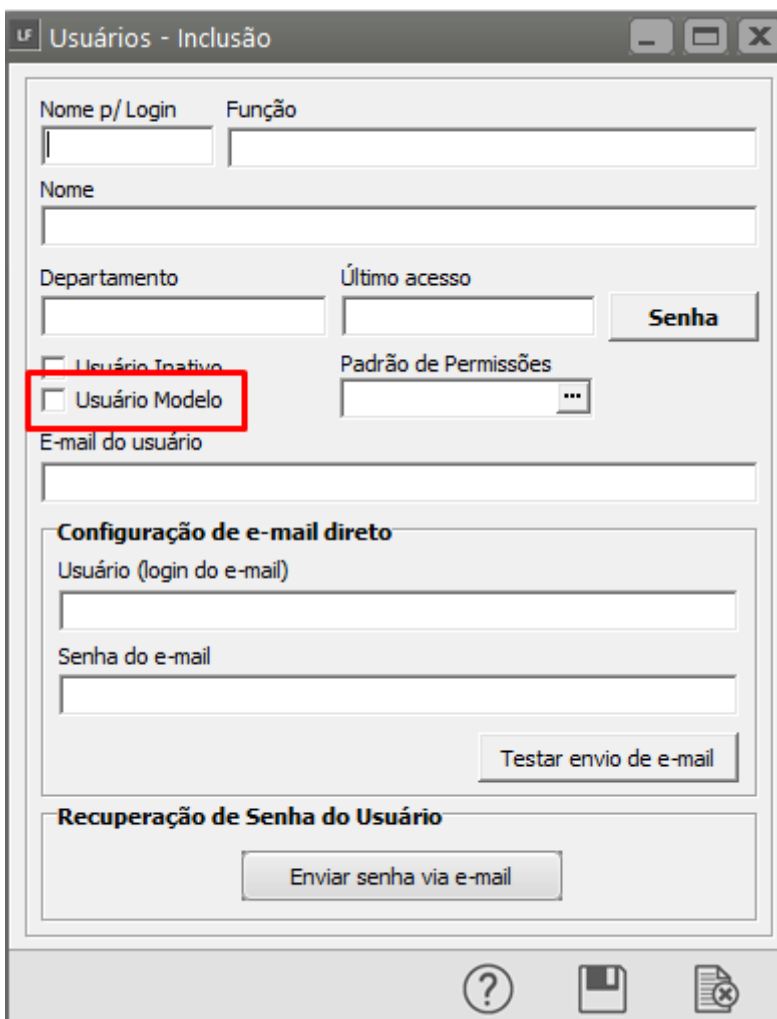 LF Usuários - Inclusão
Nome p/ Login Função
Nome
Departamento Último acesso
Senha
Usuário Inativo Padrão de Permissões
Usuário Modelo ...
E-mail do usuário
Configuração de e-mail direto
Usuário (login do e-mail)
Senha do e-mail
Testar envio de e-mail
Recuperação de Senha do Usuário
Enviar senha via e-mail
?